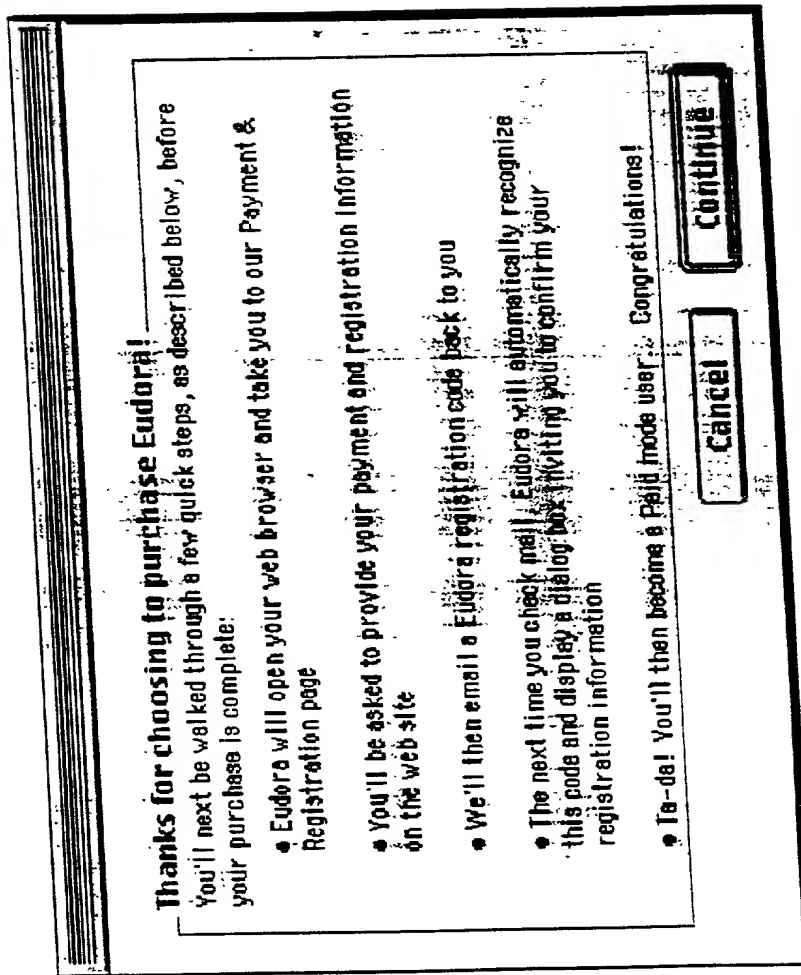 Thanks for choosing to purchase Eudora!
You'll next be walked through a few quick steps, as described below, before
your purchase is complete:
● Eudora will open your web browser and take you to our Payment &
Registration page
● You'll be asked to provide your payment and registration information
on the web site
● We'll then email a Eudora registration code back to you
● The next time you check mail, Eudora will automatically recognize
this code and display a dialog box inviting you to confirm your
registration information
● Ta-da! You'll then become a Paid mode user... Congratulations!
Cancel
Continue